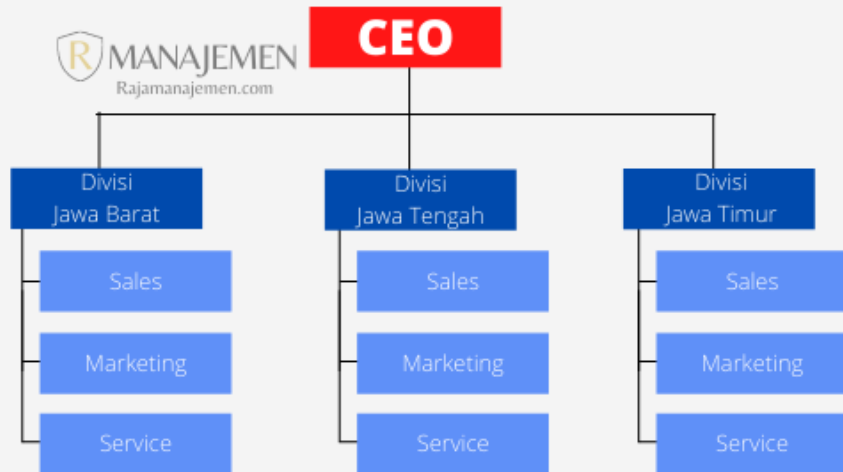 CEO
R MANAJEMEN
Rajamanajemen.com
Divisi
Jawa Barat
Sales
Marketing
Service
Divisi
Jawa Tengah
Sales
Marketing
Service
Divisi
Jawa Timur
Sales
Marketing
Service